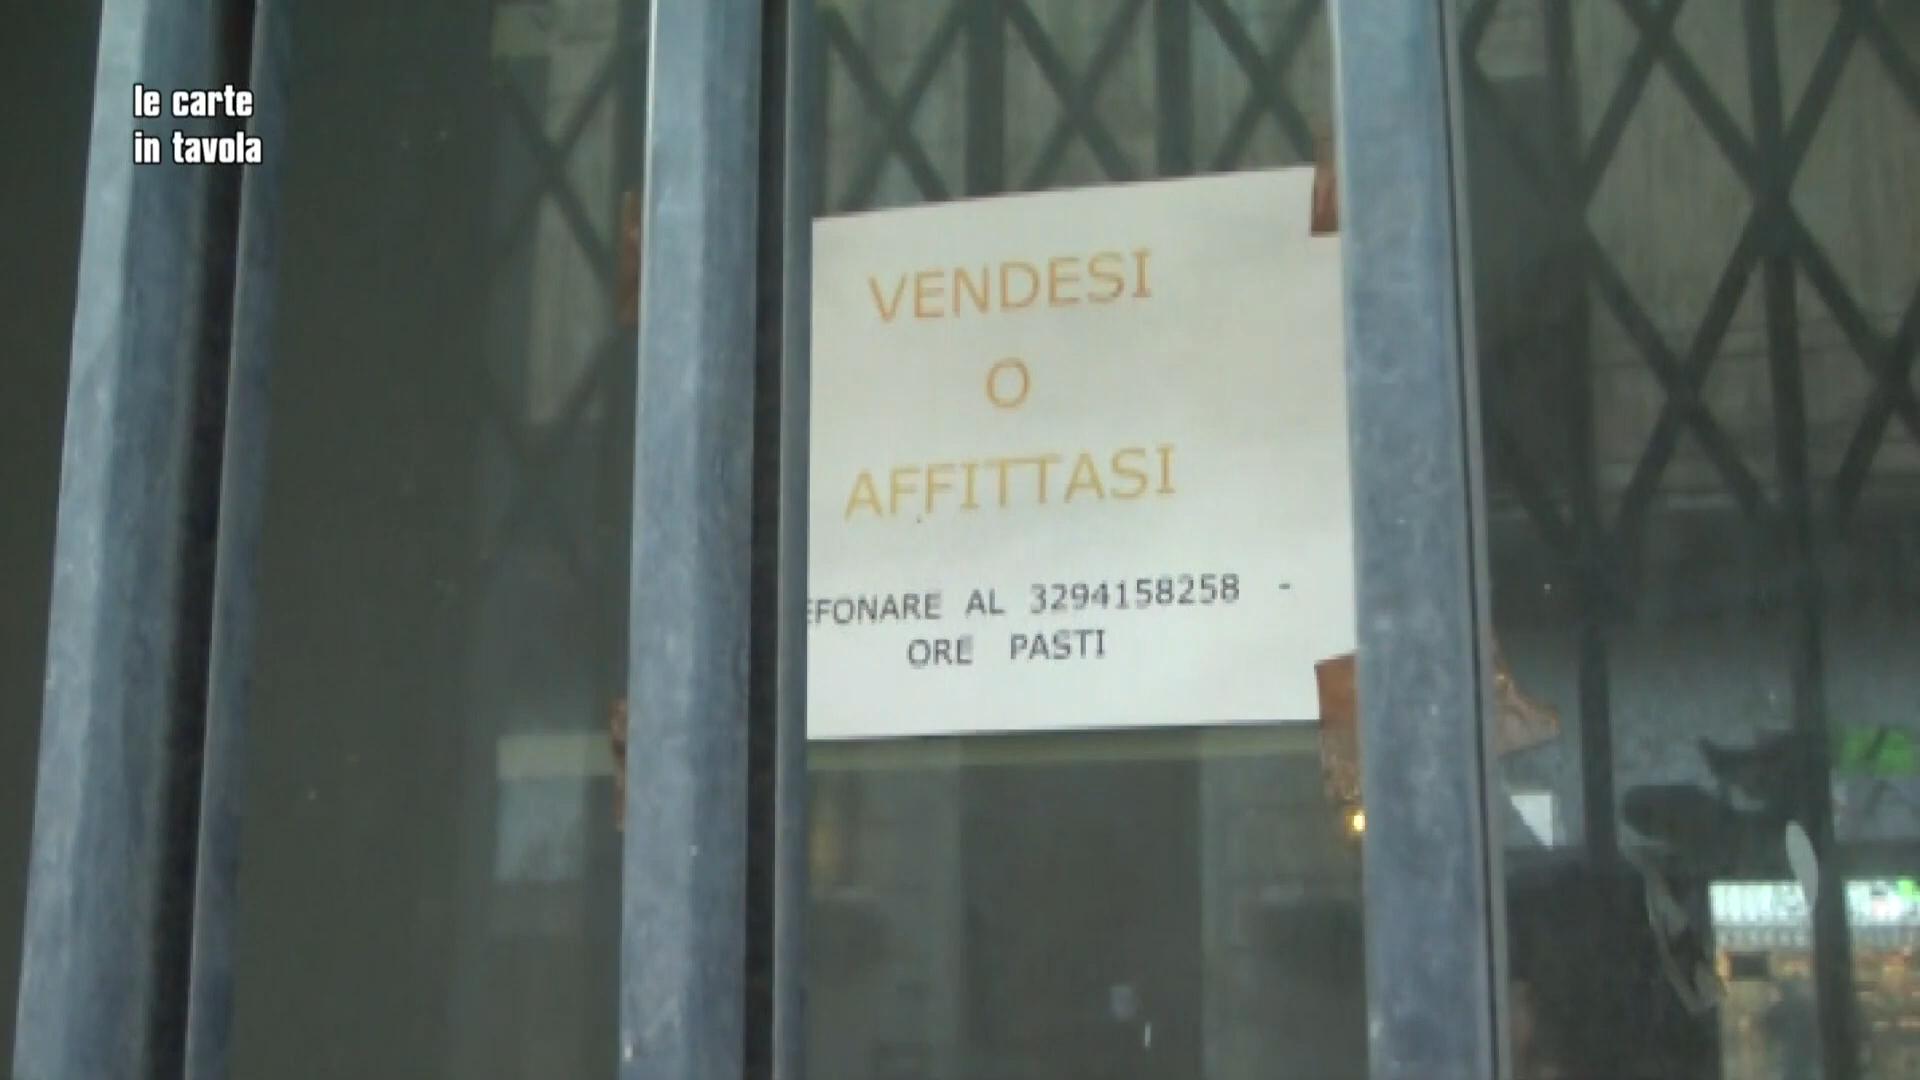 le carte
in tavola
VENDESI
O
AFFITTASI
EFONARE AL 3294158258 -
ORE PASTI